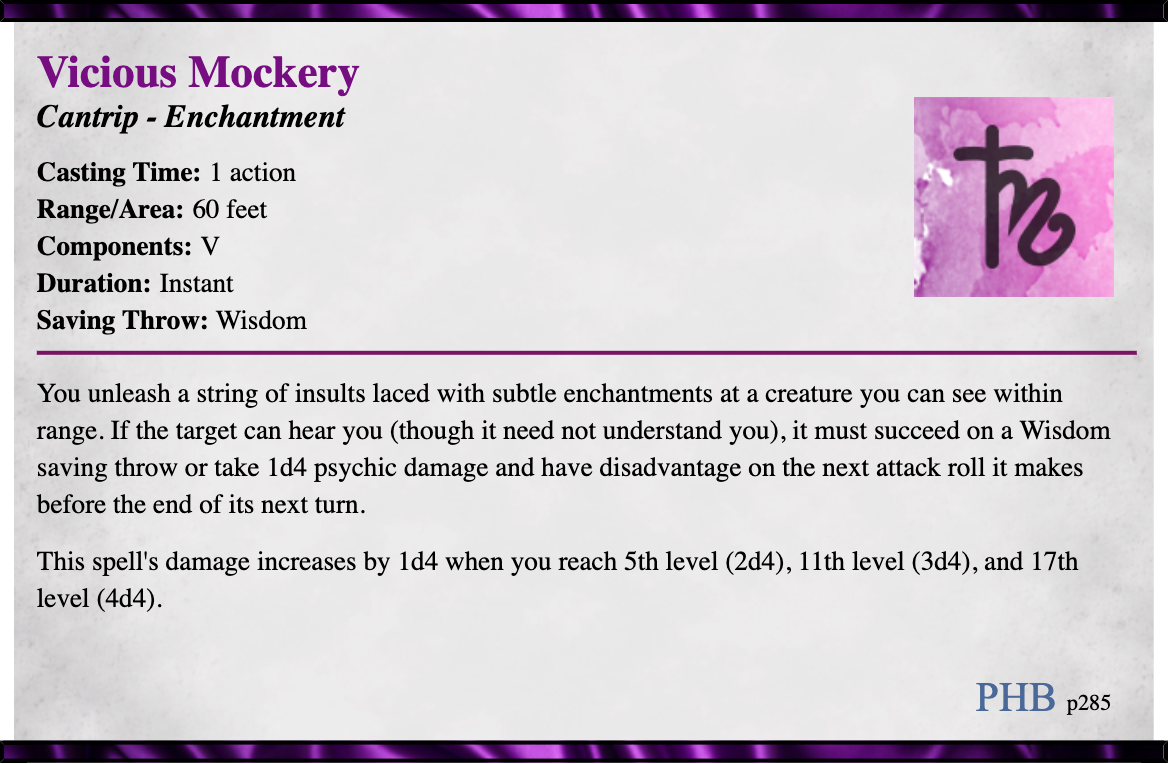 Vicious Mockery
Cantrip - Enchantment
Casting Time: 1 action
Range/Area: 60 feet
Components: V
Duration: Instant
Saving Throw: Wisdom
You unleash a string of insults laced with subtle enchantments at a creature you can see within
range. If the target can hear you (though it need not understand you), it must succeed on a Wisdom
saving throw or take 1d4 psychic damage and have disadvantage on the next attack roll it makes
before the end of its next turn.
This spell's damage increases by 1d4 when you reach 5th level (2d4), 11th level (3d4), and 17th
level (4d4).
PHB p285